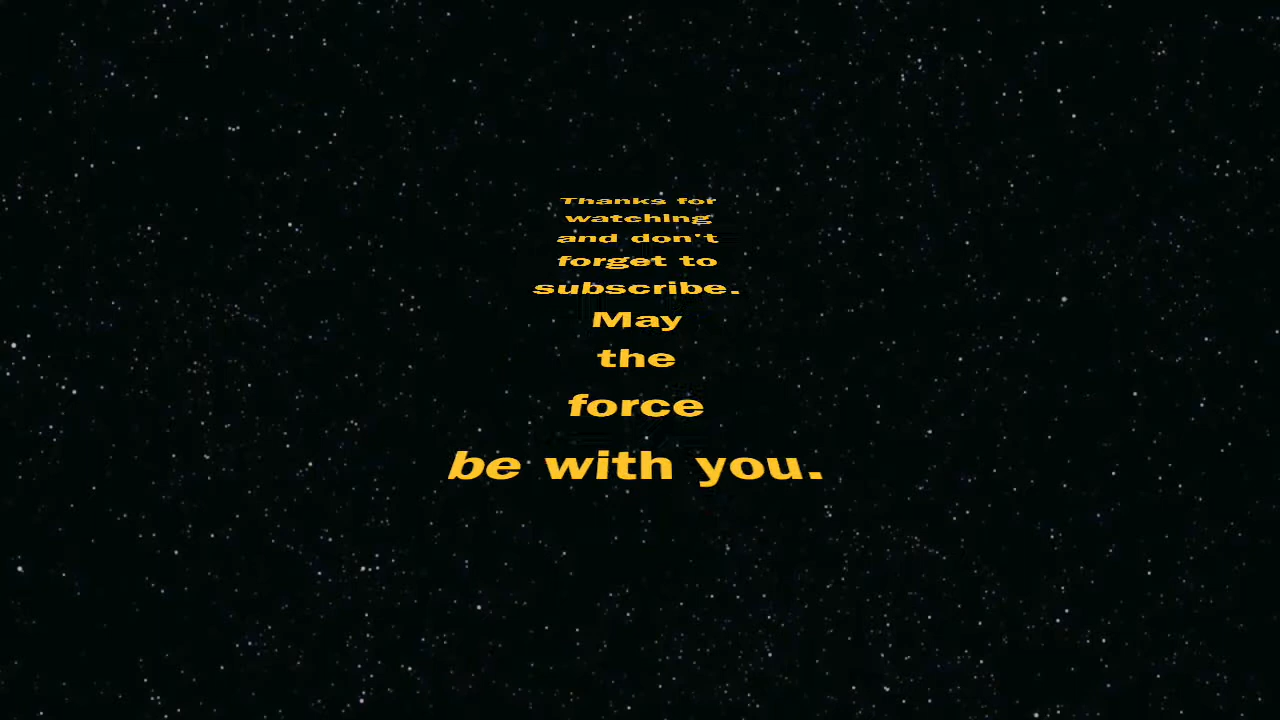 Thanks for
watching
and don't
forget to
subscribe.
May
the
force
be with you.